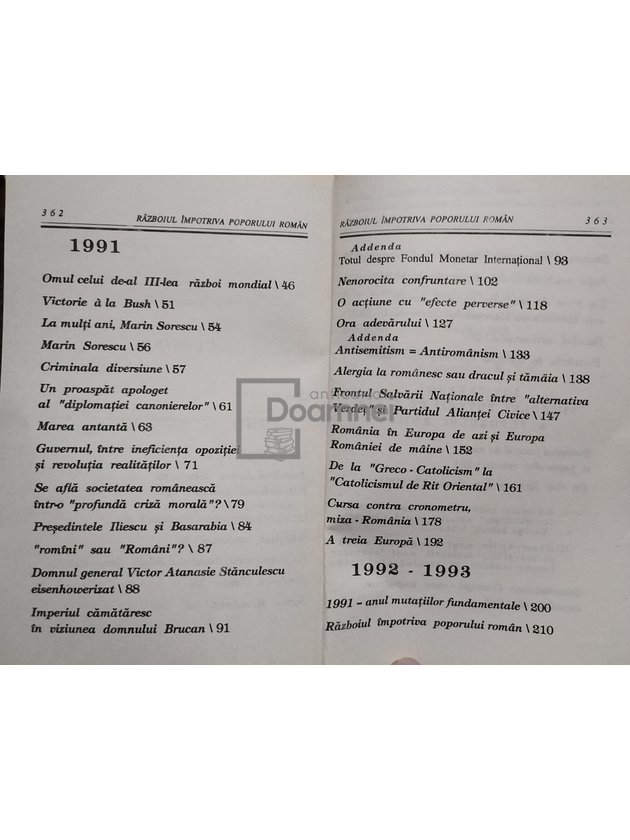 362
RĂZBOIUL ÎMPOTRIVA POPORULUI ROMÂN
1991
Omul celui de-al III-lea război mondial \ 46
Victorie à la Bush \ 51
La mulți ani, Marin Sorescu \ 54
Marin Sorescu \ 56
Criminala diversiune \ 57
Un proaspăt apologet
al "diplomației canonierelor" \ 61
Marea antantă \ 63
Guvernul, între ineficiența opoziției
și revoluția realităților \ 71
Se află societatea românească
într-o "profundă criză morală"? \ 79
Președintele Iliescu și Basarabia \ 84
"romîni" sau "Români"? \ 87
Domnul general Victor Atanasie Stănculescu
eisenhowerizat \ 88
Imperiul cămătăresc
în viziunea domnului Brucan \ 91
RĂZBOIUL ÎMPOTRIVA POPORULUI ROMÂN
363
Addenda
Totul despre Fondul Monetar Internațional \ 93
Nenorocita confruntare \ 102
O acțiune cu "efecte perverse" \ 118
Ora adevărului \ 127
Addenda
Antisemitism = Antiromânism \ 133
Alergia la românesc sau dracul și tămâia \ 138
Frontul Salvării Naționale între "alternativa
Verdeț" și Partidul Alianței Civice \ 147
România în Europa de azi și Europa
României de mâine \ 152
De la "Greco - Catolicism" la
"Catolicismul de Rit Oriental" \ 161
Cursa contra cronometru,
miza - România \ 178
A treia Europă \ 192
1992 - 1993
1991 – anul mutațiilor fundamentale \ 200
Războiul împotriva poporului român \ 210
Doamnei